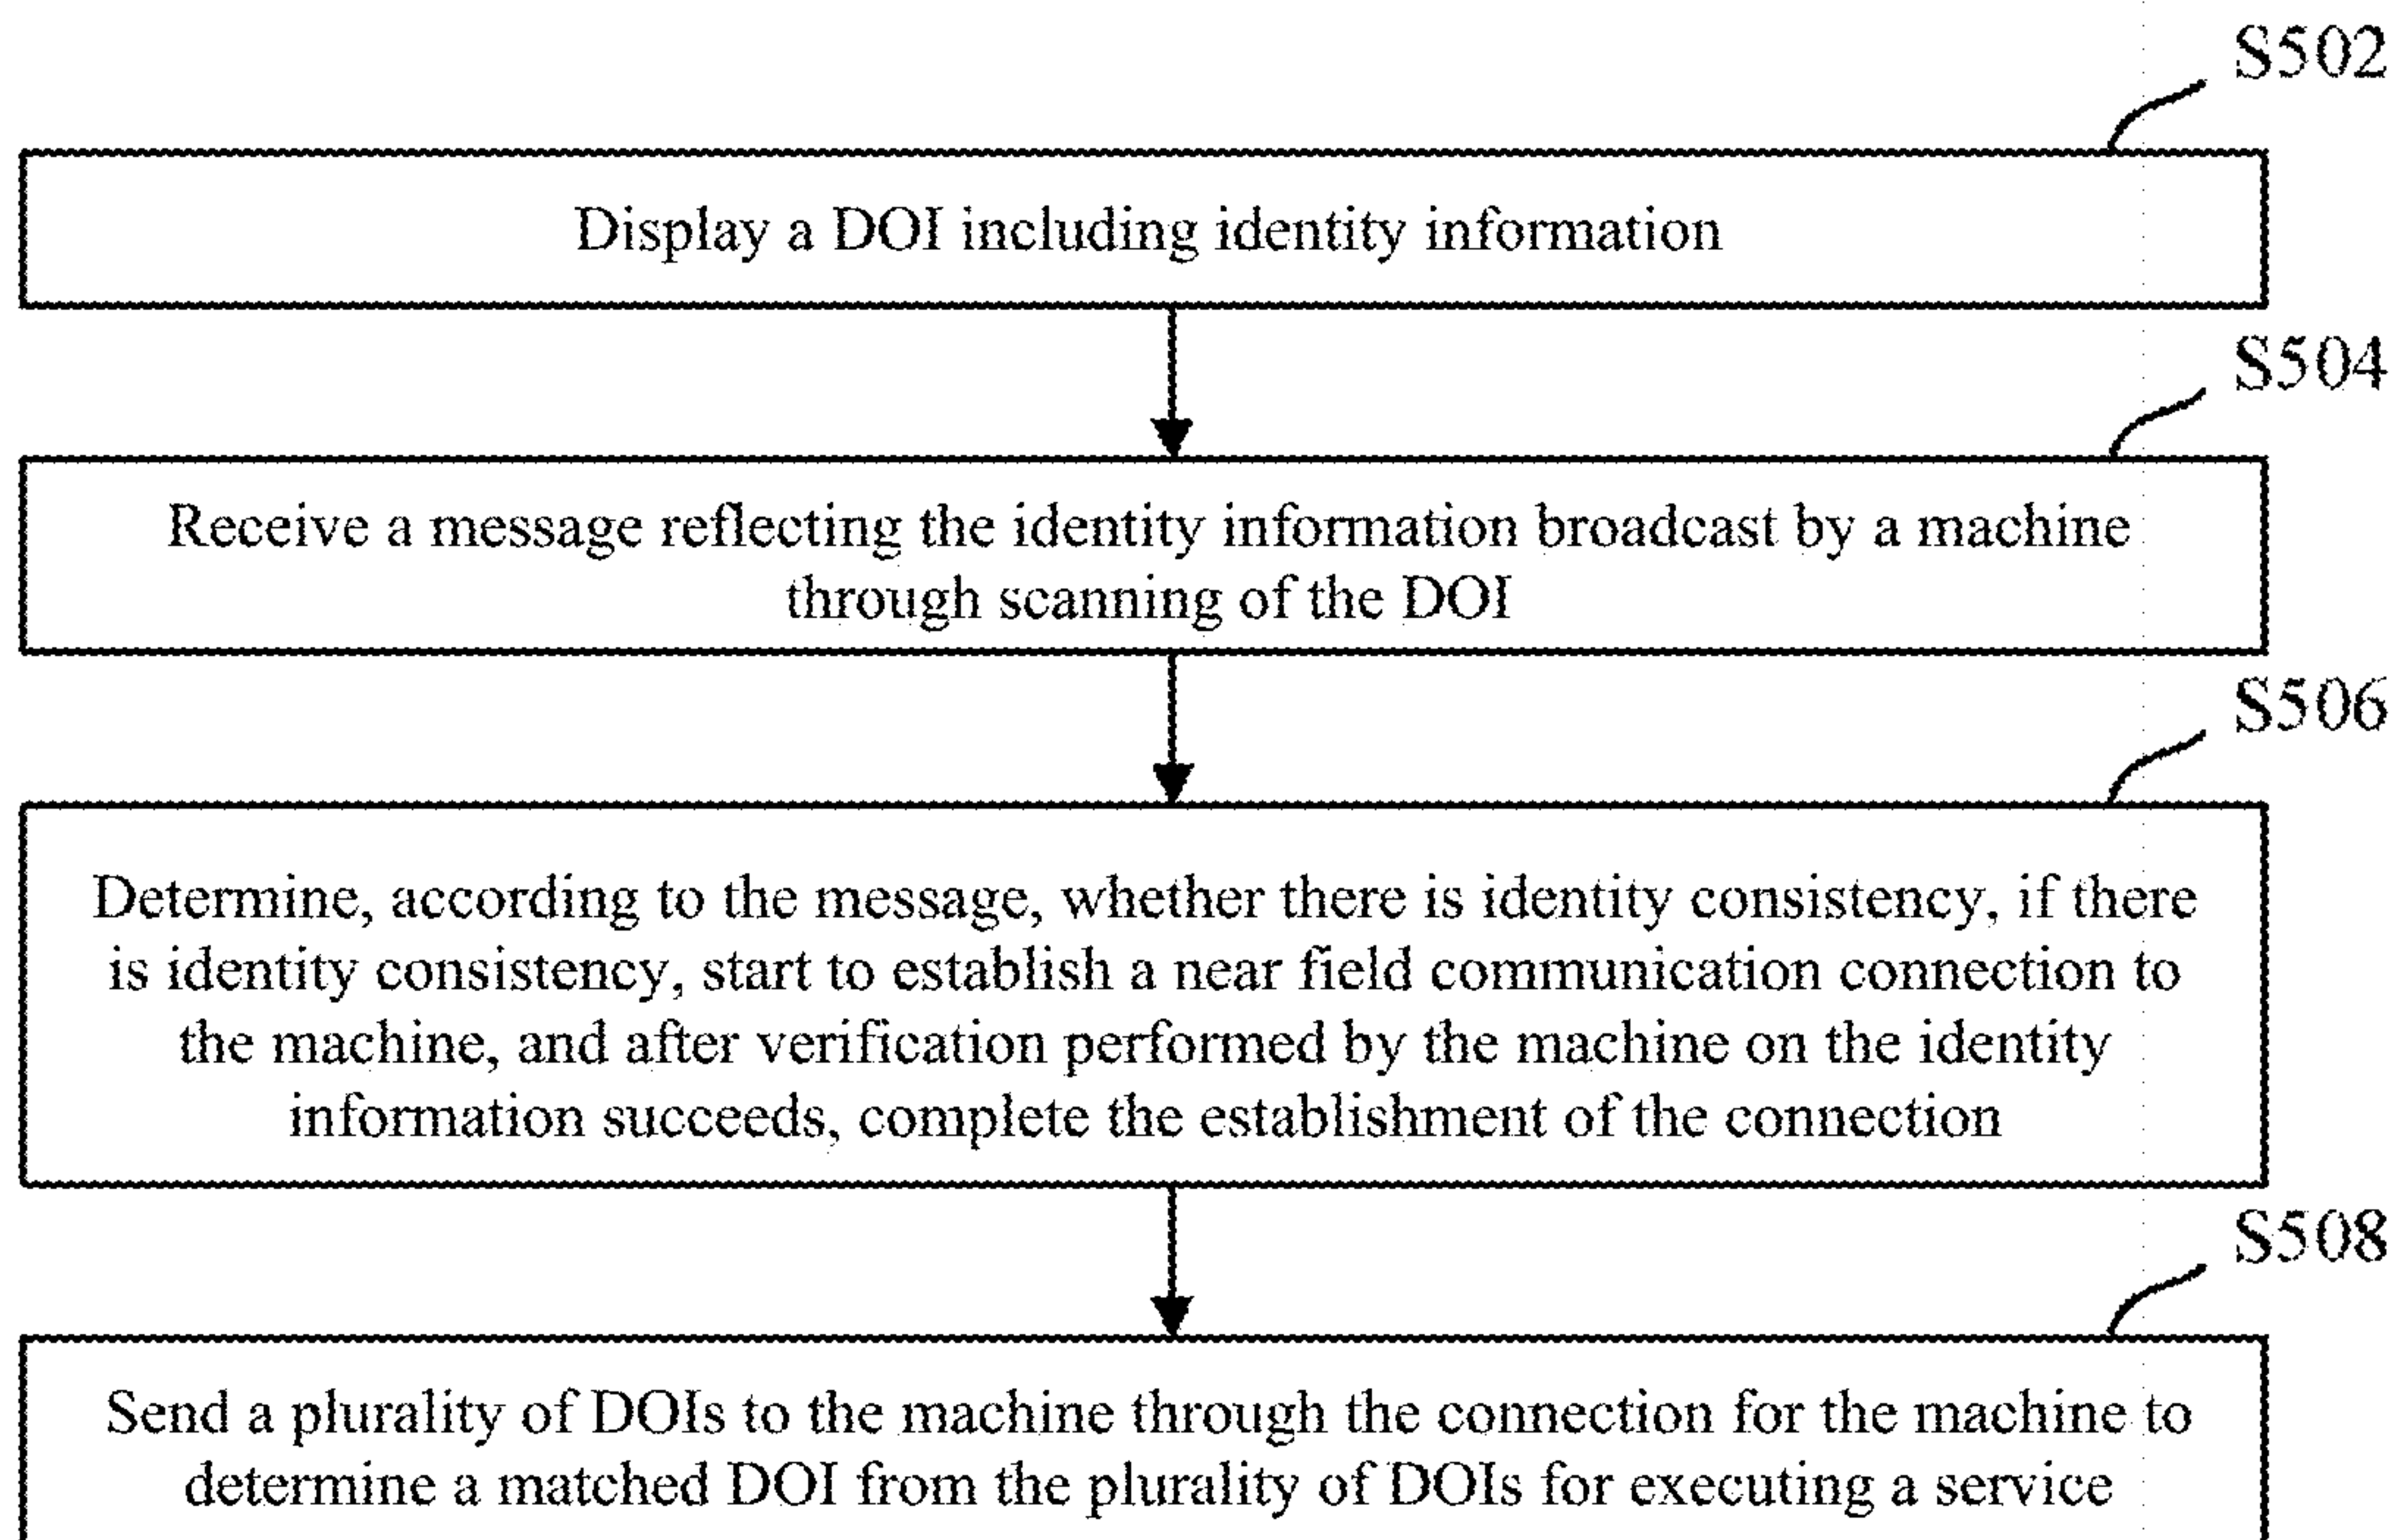 S502
Display a DOI including identity information
S504
Receive a message reflecting the identity information broadcast by a machine
through scanning of the DOI
S506
Determine, according to the message, whether there is identity consistency, if there
is identity consistency, start to establish a near field communication connection to
the machine, and after verification performed by the machine on the identity
information succeeds, complete the establishment of the connection
S508
Send a plurality of DOIs to the machine through the connection for the machine to
determine a matched DOI from the plurality of DOIs for executing a service